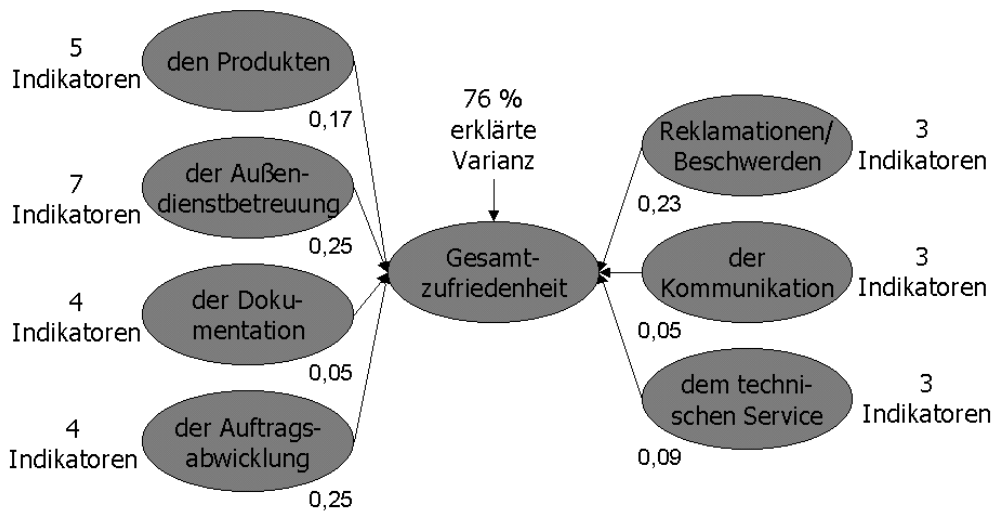 5
Indikatoren
den Produkten
0,17
7
Indikatoren
der Außen-
dienstbetreuung
0,25
4
Indikatoren
der Doku-
mentation
0,05
4
Indikatoren
der Auftrags-
abwicklung
0,25
76 %
erklärte
Varianz
Gesamt-
zufriedenheit
Reklamationen/
Beschwerden
0,23
3
Indikatoren
der
Kommunikation
0,05
3
Indikatoren
dem techni-
schen Service
0,09
3
Indikatoren